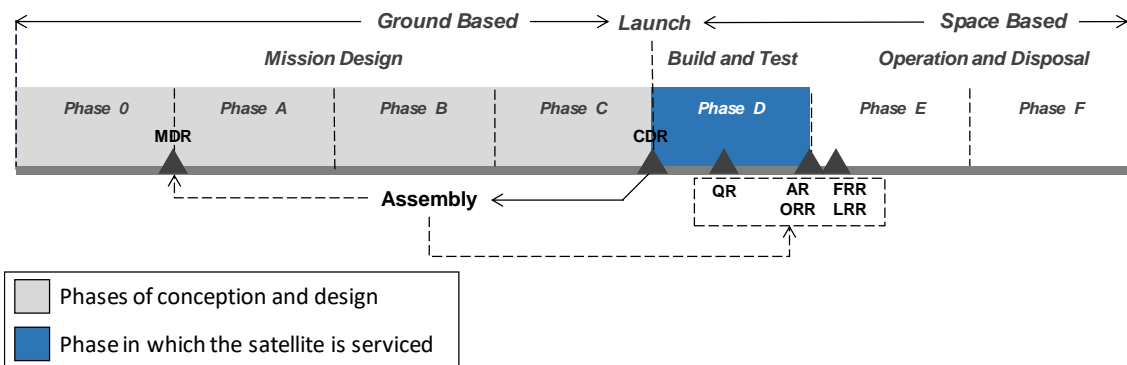 Ground Based Launch Space Based
Mission Design Build and Test Operation and Disposal
Phase 0 Phase A Phase B Phase C Phase D Phase E Phase F
MDR CDR
QR AR FRR
ORR LRR
Assembly
Phases of conception and design
Phase in which the satellite is serviced